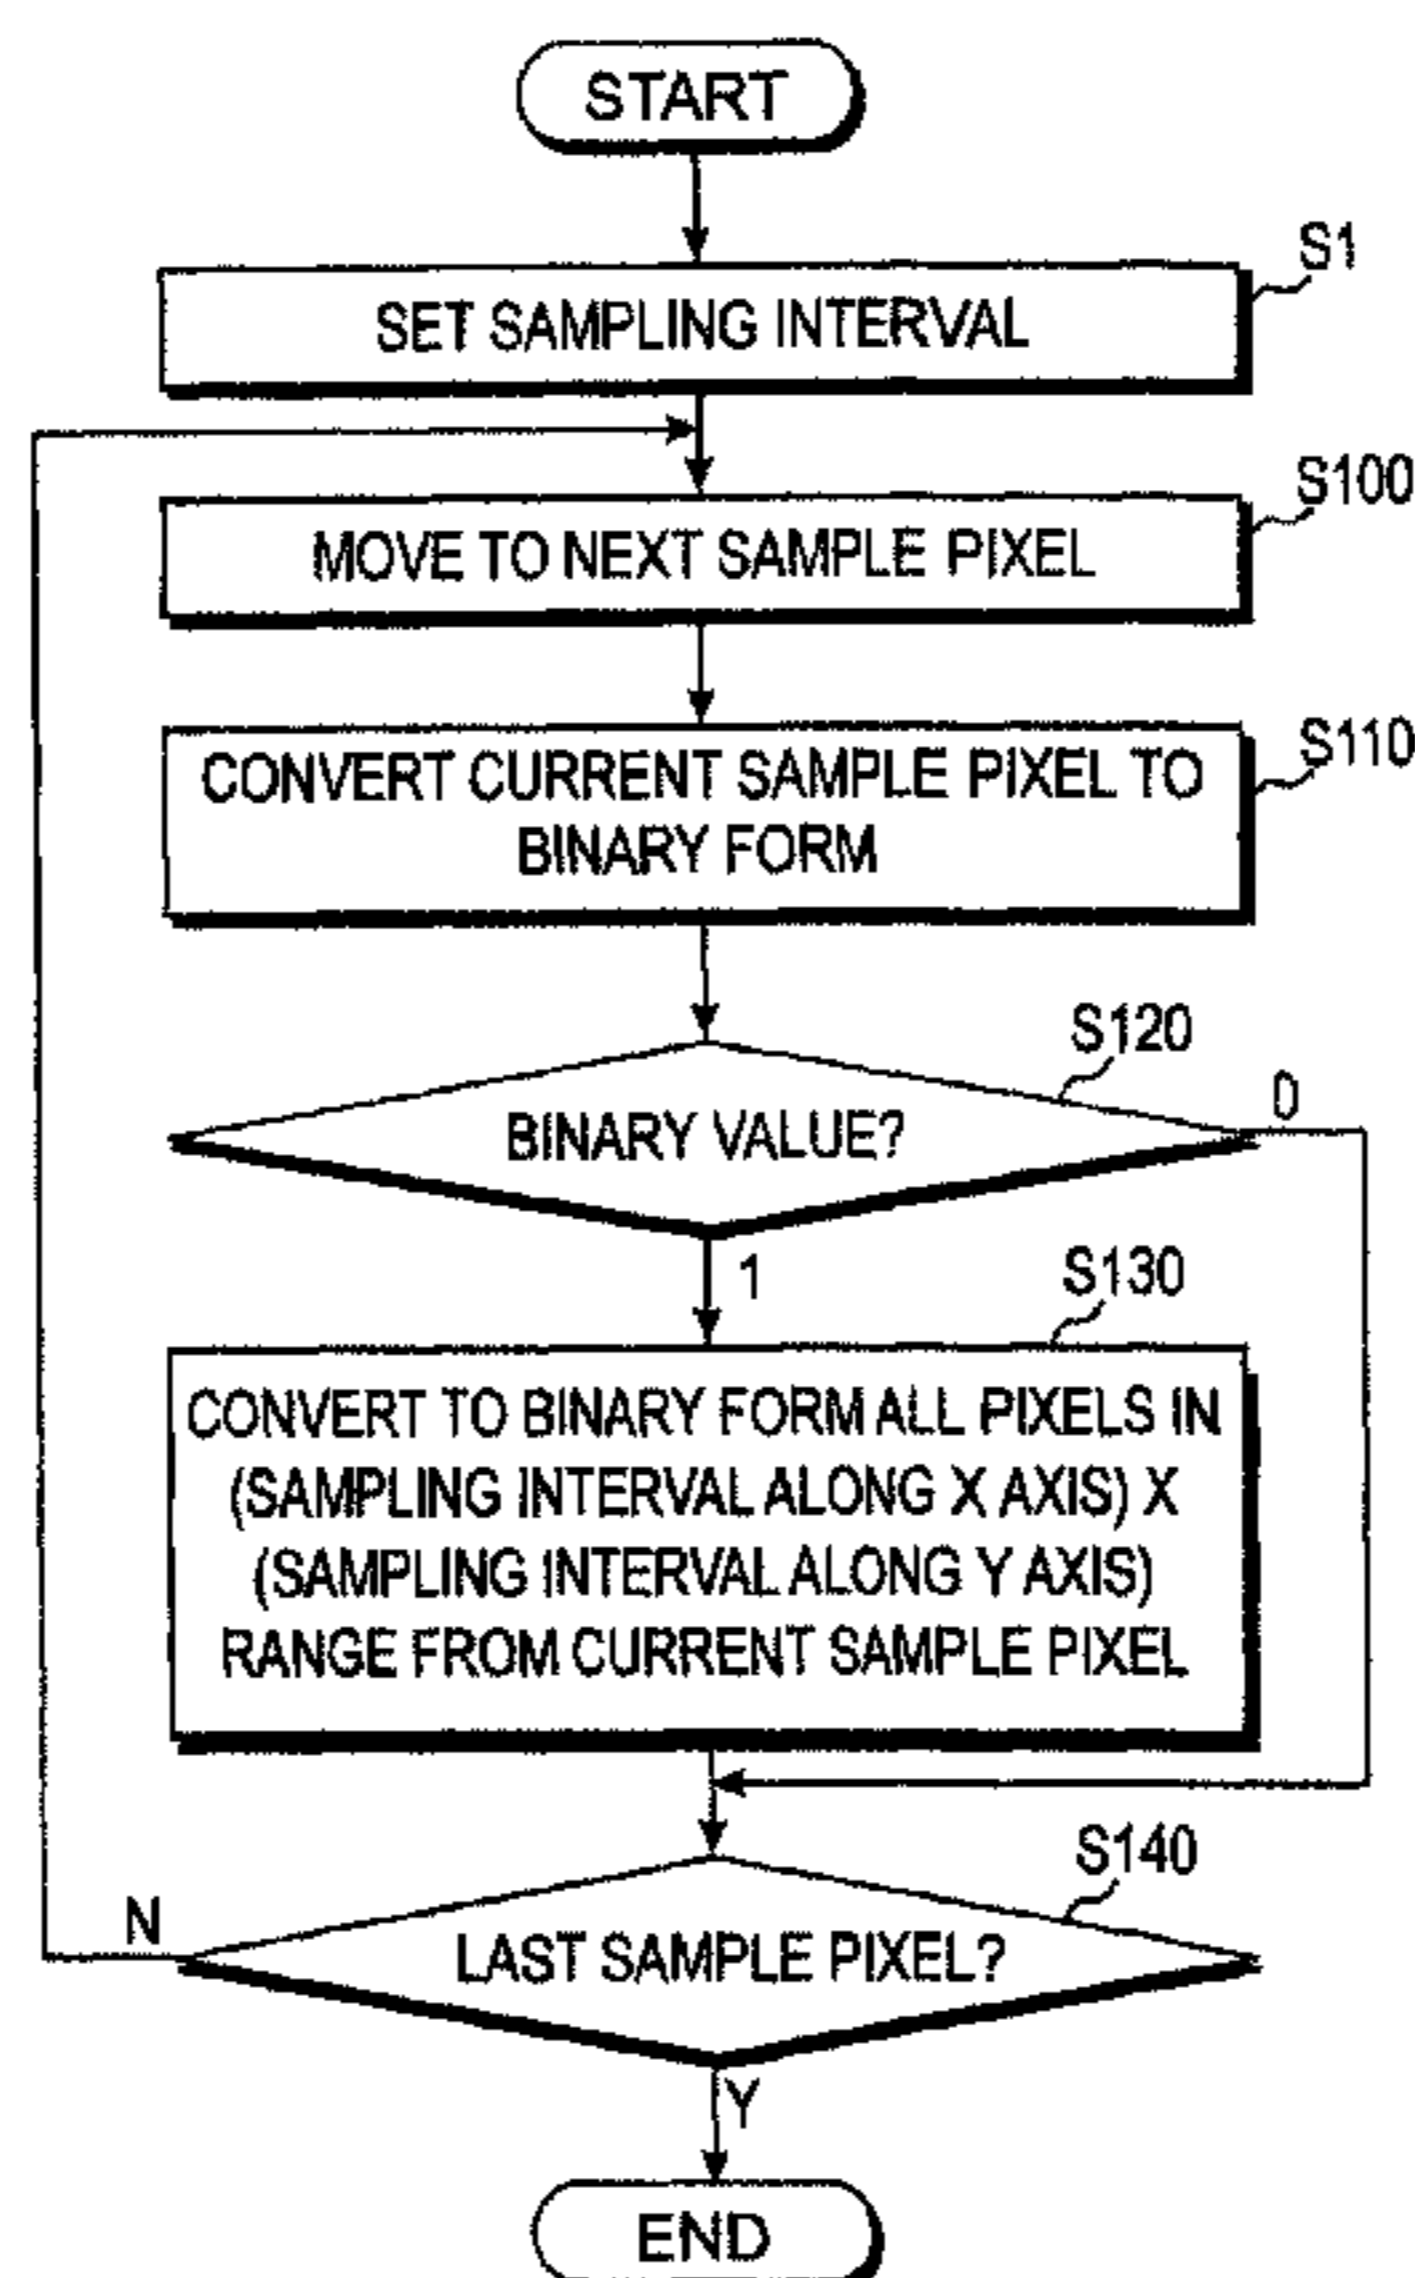 START
S1
SET SAMPLING INTERVAL
S100
MOVE TO NEXT SAMPLE PIXEL
S110
CONVERT CURRENT SAMPLE PIXEL TO
BINARY FORM
S120
0
BINARY VALUE?
1
S130
CONVERT TO BINARY FORM ALL PIXELS IN
(SAMPLING INTERVAL ALONG X AXIS) X
(SAMPLING INTERVAL ALONG Y AXIS)
RANGE FROM CURRENT SAMPLE PIXEL
S140
N
LAST SAMPLE PIXEL?
Y
END